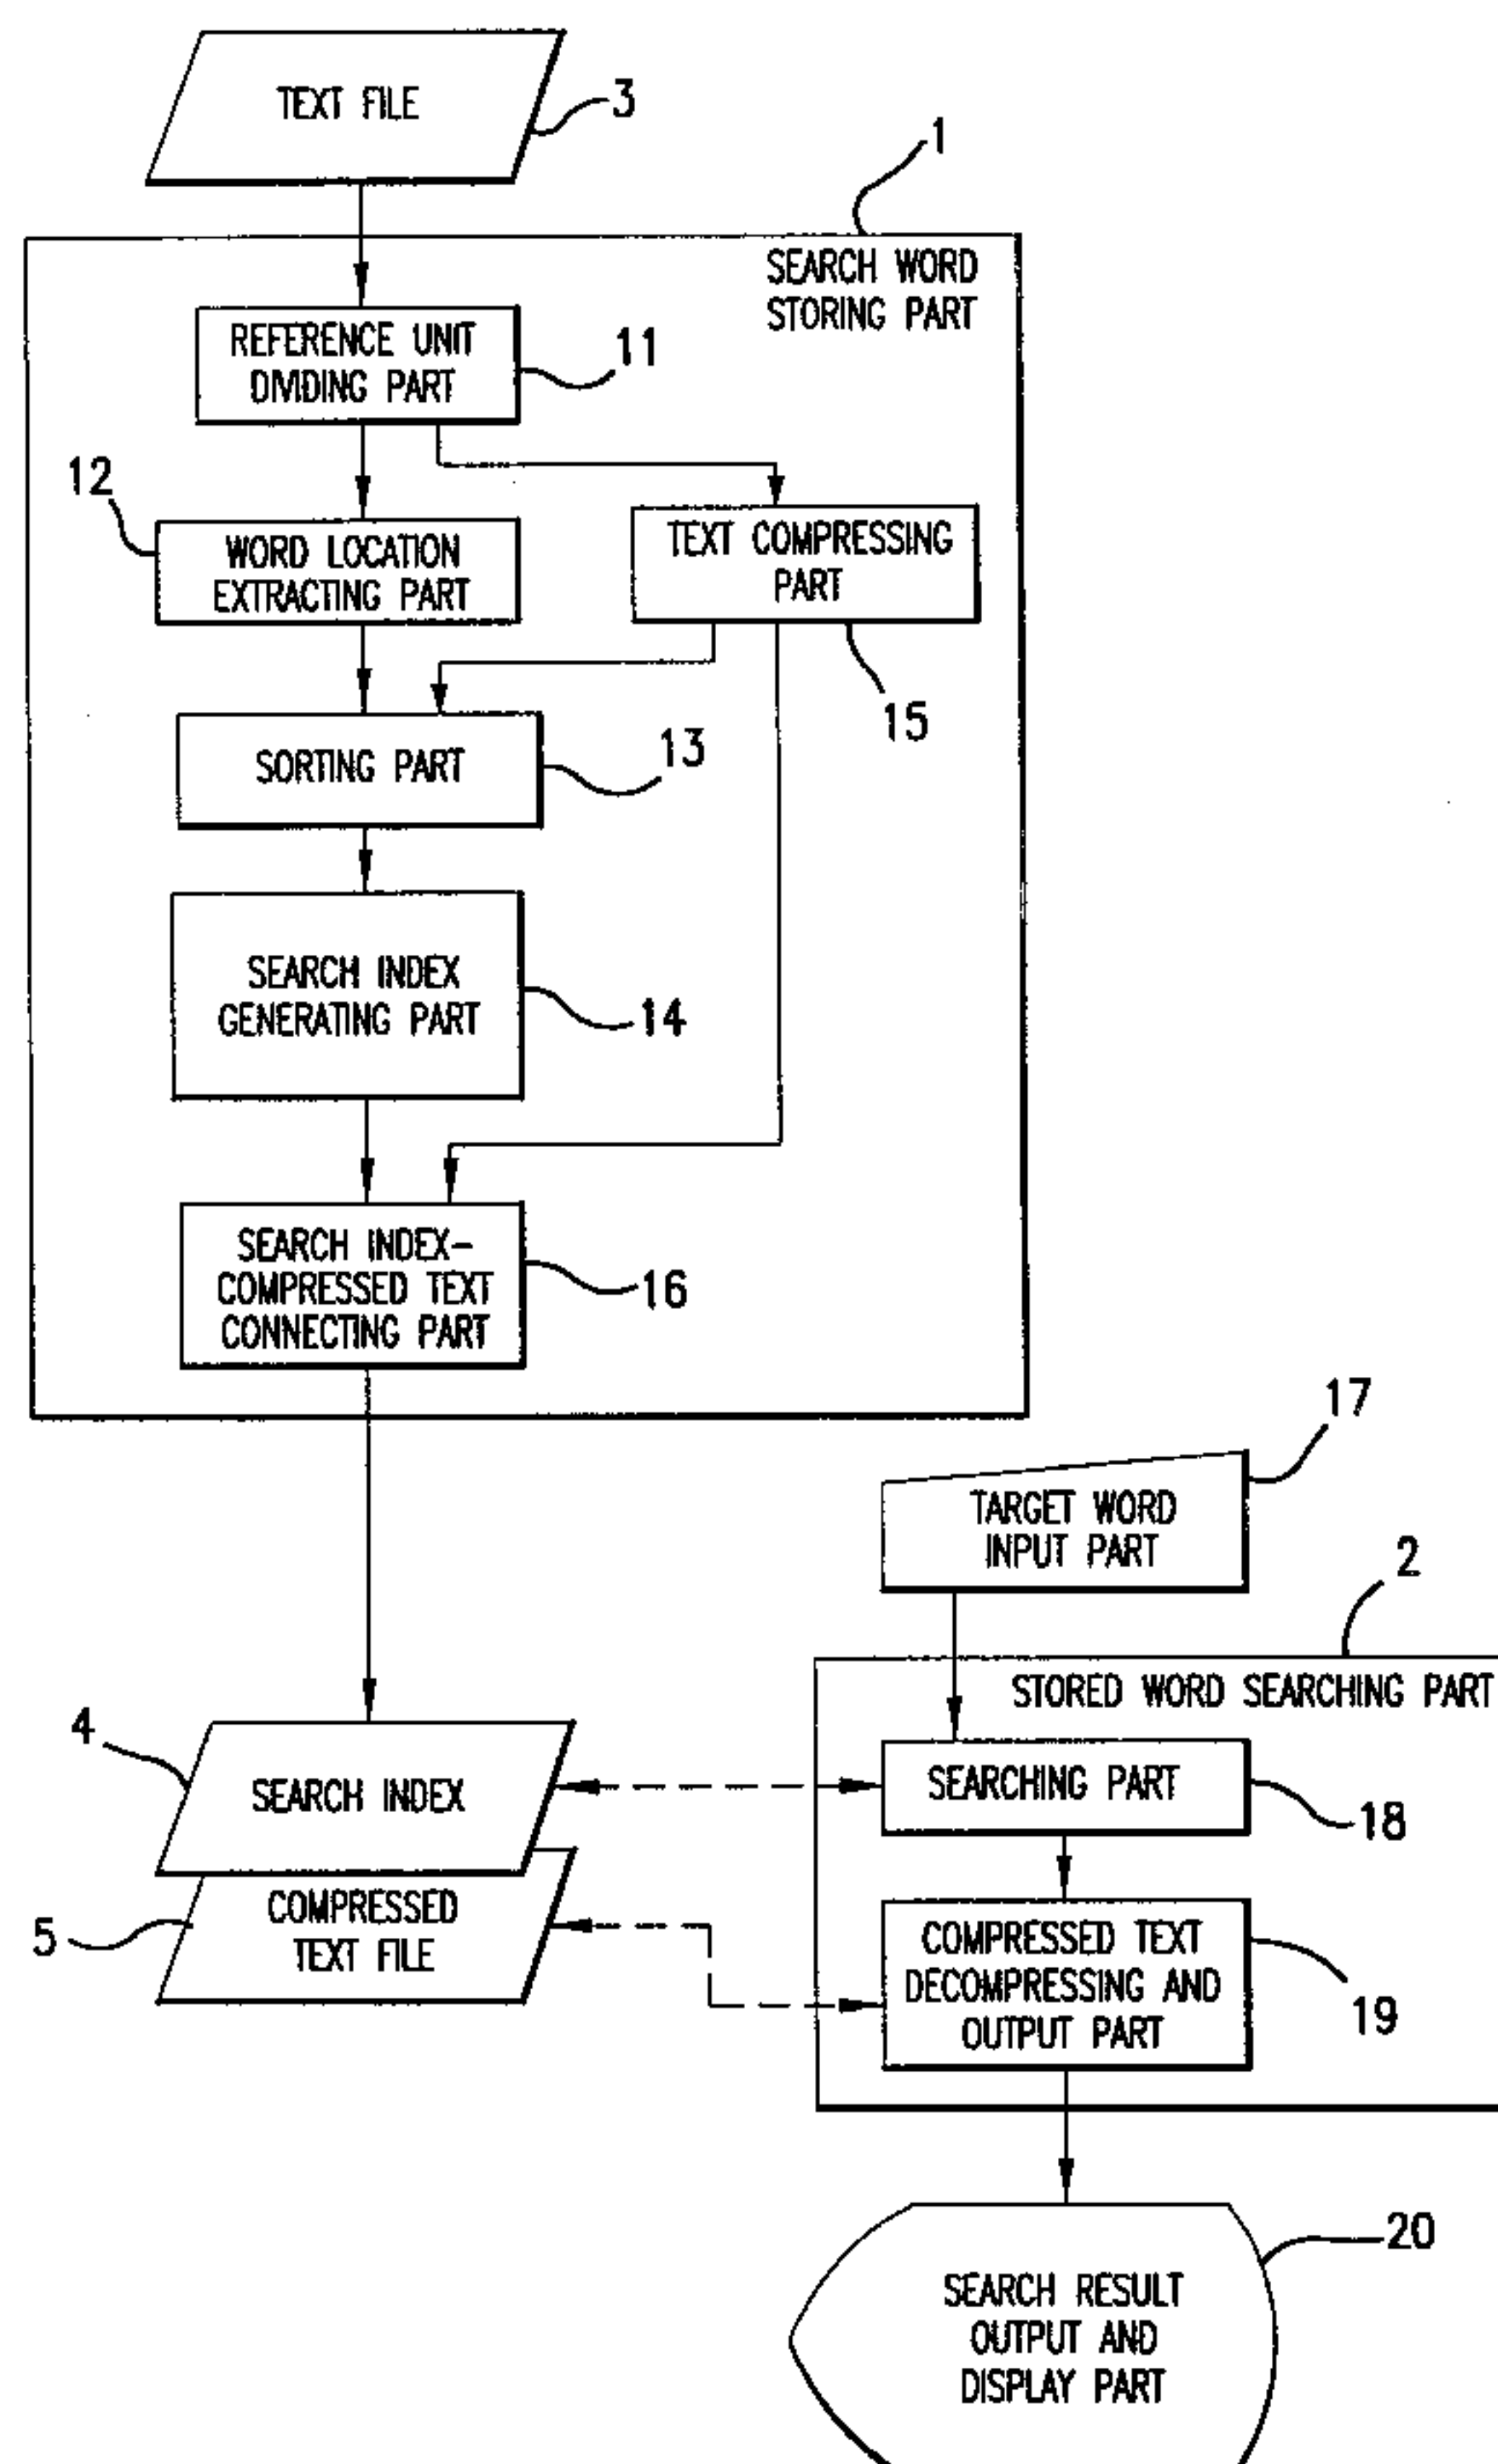 TEXT FILE
3
1
SEARCH WORD
STORING PART
REFERENCE UNIT
DIVIDING PART
11
12
WORD LOCATION
EXTRACTING PART
TEXT COMPRESSING
PART
15
SORTING PART
13
SEARCH INDEX
GENERATING PART
14
SEARCH INDEX-
COMPRESSED TEXT
CONNECTING PART
16
17
TARGET WORD
INPUT PART
2
STORED WORD SEARCHING PART
4
SEARCH INDEX
SEARCHING PART
18
5
COMPRESSED
TEXT FILE
COMPRESSED TEXT
DECOMPRESSING AND
OUTPUT PART
19
20
SEARCH RESULT
OUTPUT AND
DISPLAY PART